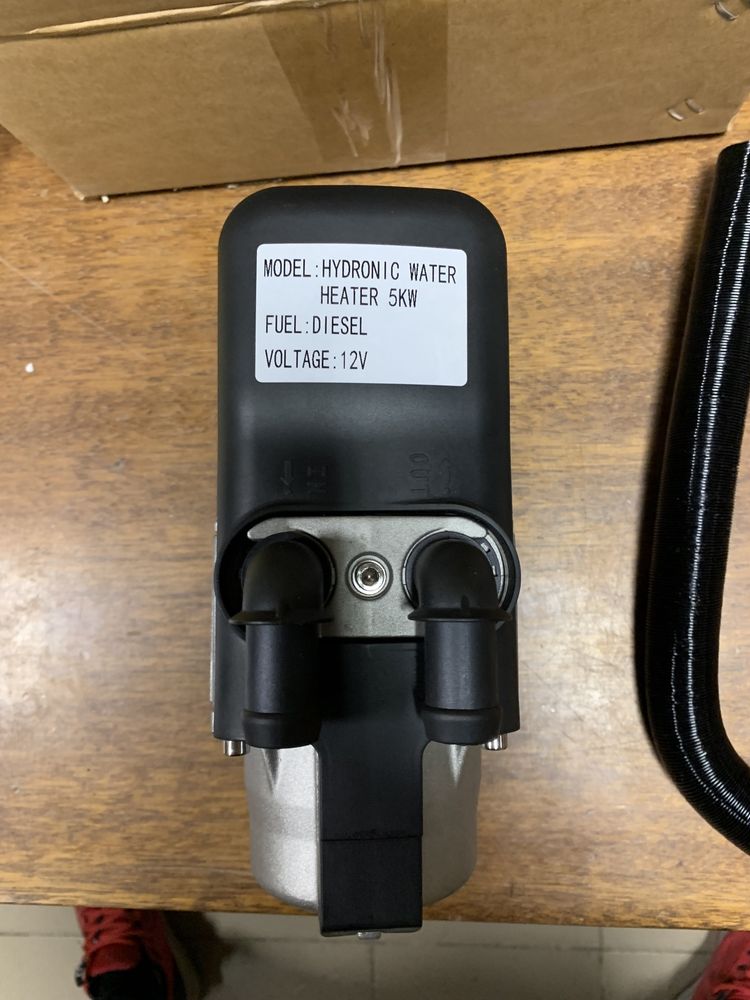 MODEL:HYDRONIC WATER
HEATER 5KW
FUEL:DIESEL
VOLTAGE:12V
IN
OUT